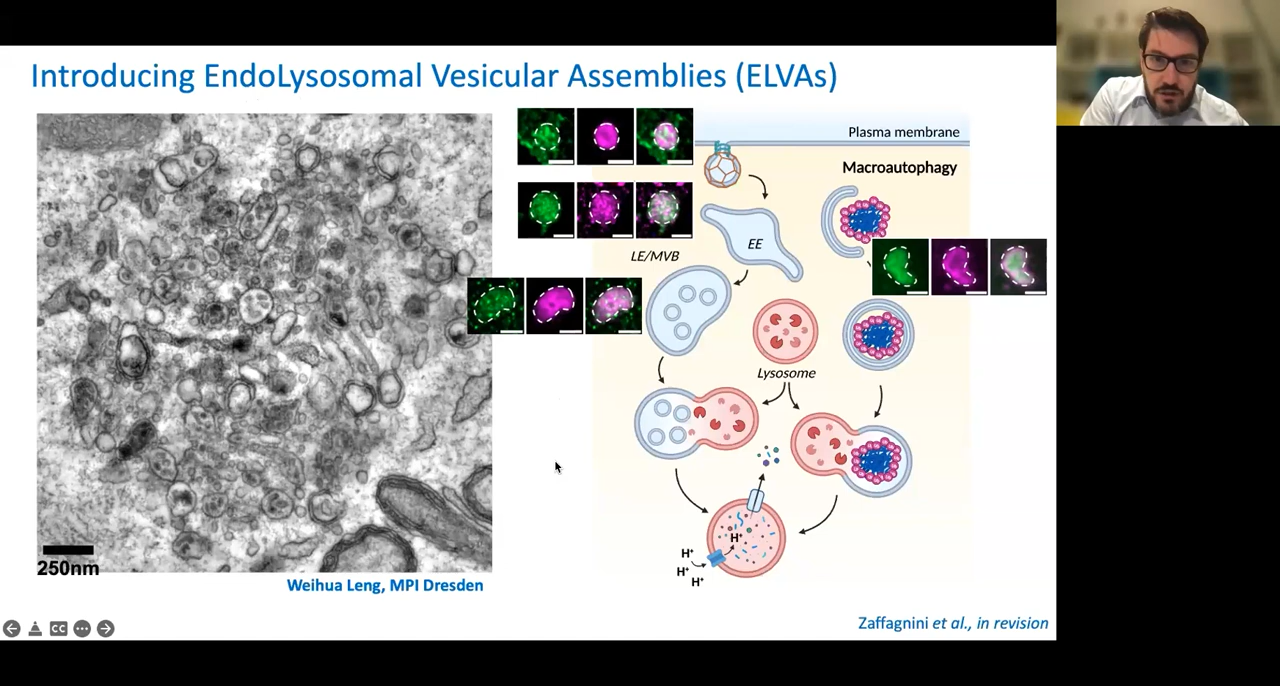 Introducing EndoLysosomal Vesicular Assemblies (ELVAs)
Plasma membrane
Macroautophagy
EE
LE/MVB
Lysosome
H⁺
H⁺
H⁺
H⁺
250nm
Weihua Leng, MPI Dresden
Zaffagnini et al., in revision
CC